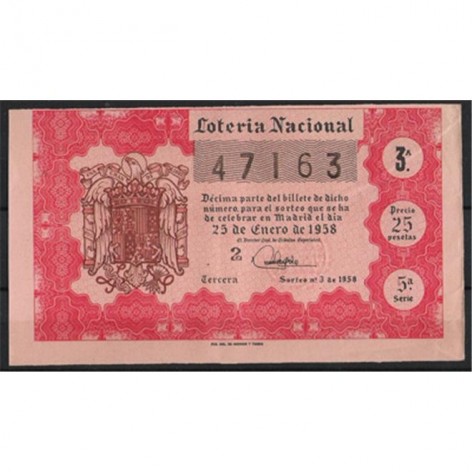 Lotería Nacional
47163
3.ª
Décima parte del billete de dicho
número, para el sorteo que se ha
de celebrar en Madrid el día
25 de Enero de 1958
Precio
25
pesetas
2
Tercera
Sorteo nº 3 de 1958
5ª
Serie